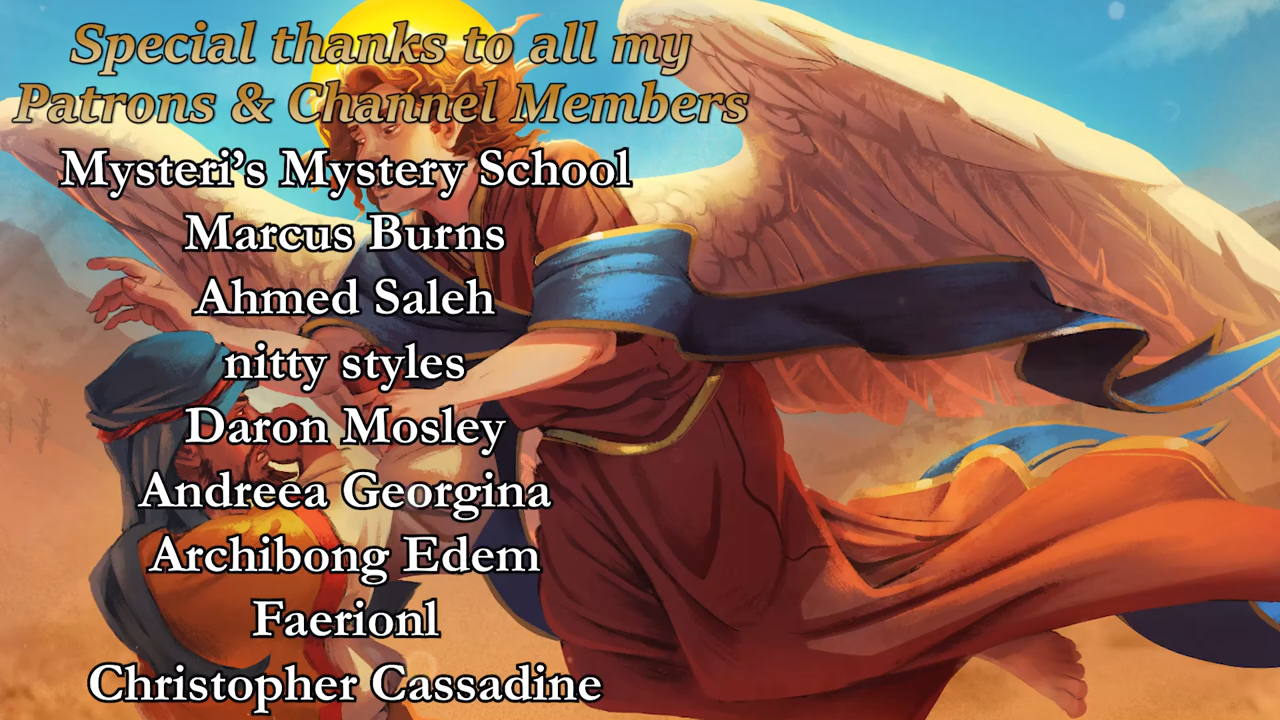 Special thanks to all my
Patrons & Channel Members
Mysteri’s Mystery School
Marcus Burns
Ahmed Saleh
nitty styles
Daron Mosley
Andreea Georgina
Archibong Edem
Faerionl
Christopher Cassadine